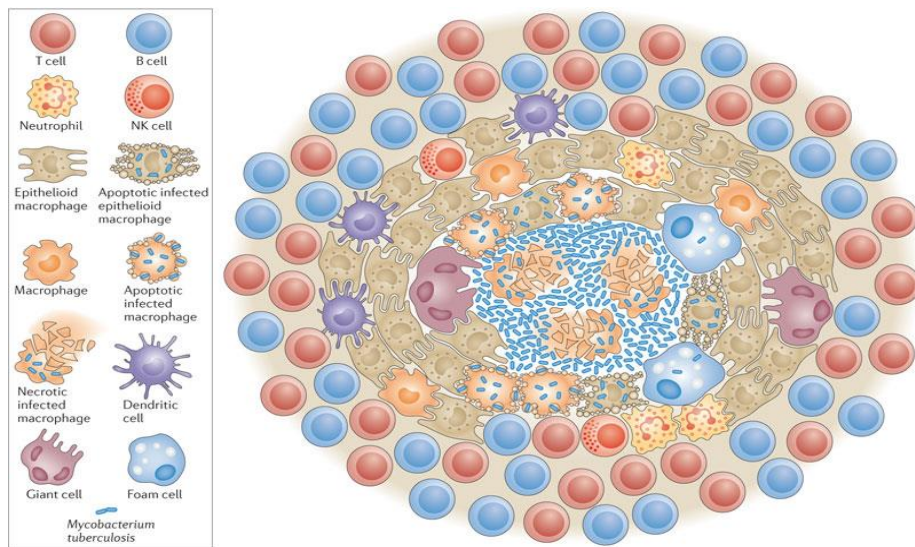 T cell
B cell
Neutrophil
NK cell
Epithelioid
macrophage
Apoptotic infected
epithelioid
macrophage
Macrophage
Apoptotic
infected
macrophage
Necrotic
infected
macrophage
Dendritic
cell
Giant cell
Foam cell
Mycobacterium
tuberculosis